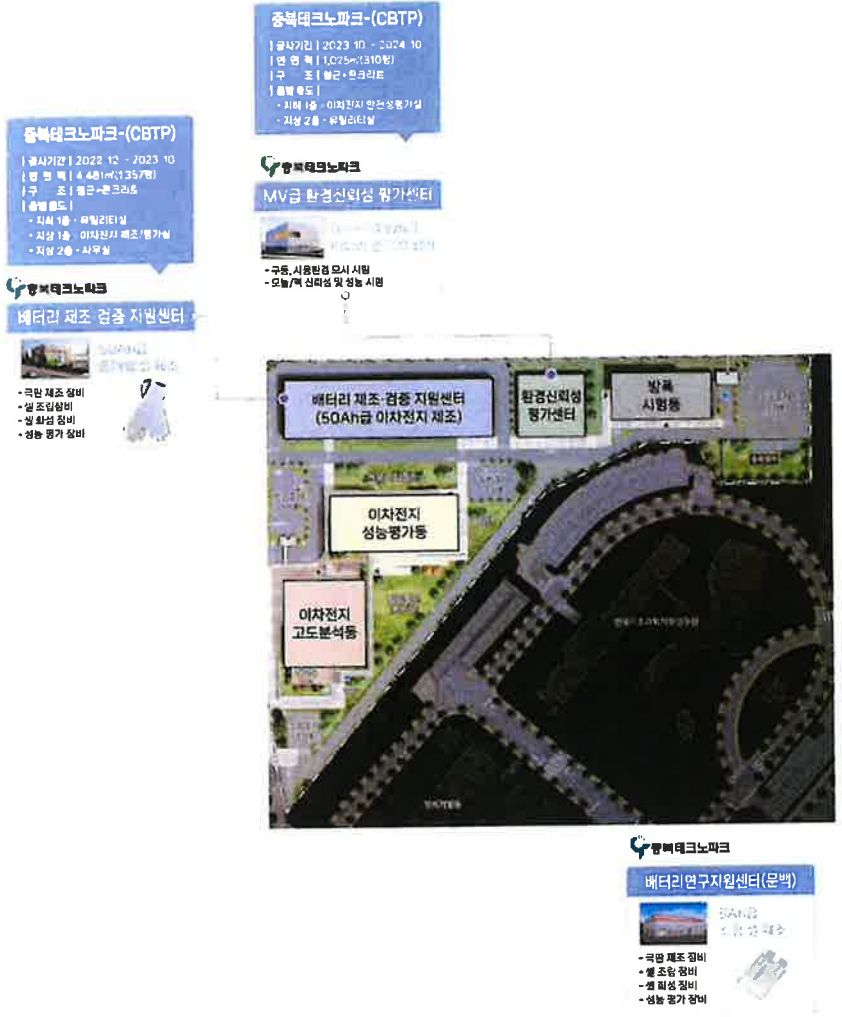 충북테크노파크-(CBTP)
| 공사기간 | 2023. 10. - 2024. 10
| 연 면 적 | 1,025㎡(310평)
| 구 조 | 철근+콘크리트
| 층별용도 |
• 지하 1층 - 이차전지 안전성평가실
• 지상 2층 - 유틸리티실
충북테크노파크
MV급 환경신뢰성 평가센터
- 구동, 사용환경 모사 시험
- 모듈/팩 신뢰성 및 성능 시험
충북테크노파크-(CBTP)
| 공사기간 | 2022. 12. - 2023. 10
| 연 면 적 | 4,481㎡(1,357평)
| 구 조 | 철근+콘크리트
| 층별용도 |
• 지하 1층 - 유틸리티실
• 지상 1층 - 이차전지 제조/평가실
• 지상 2층 - 사무실
충북테크노파크
배터리 제조·검증 지원센터
- 극판 제조 장비
- 셀 조립장비
- 셀 화성 장비
- 성능 평가 장비
배터리 제조·검증 지원센터
(50Ah급 이차전지 제조)
환경신뢰성
평가센터
방폭
시험동
이차전지
성능평가동
이차전지
고도분석동
충북테크노파크
배터리연구지원센터(문백)
5Ah급
소형 셀 제조
- 극판 제조 장비
- 셀 조립 장비
- 셀 화성 장비
- 성능 평가 장비